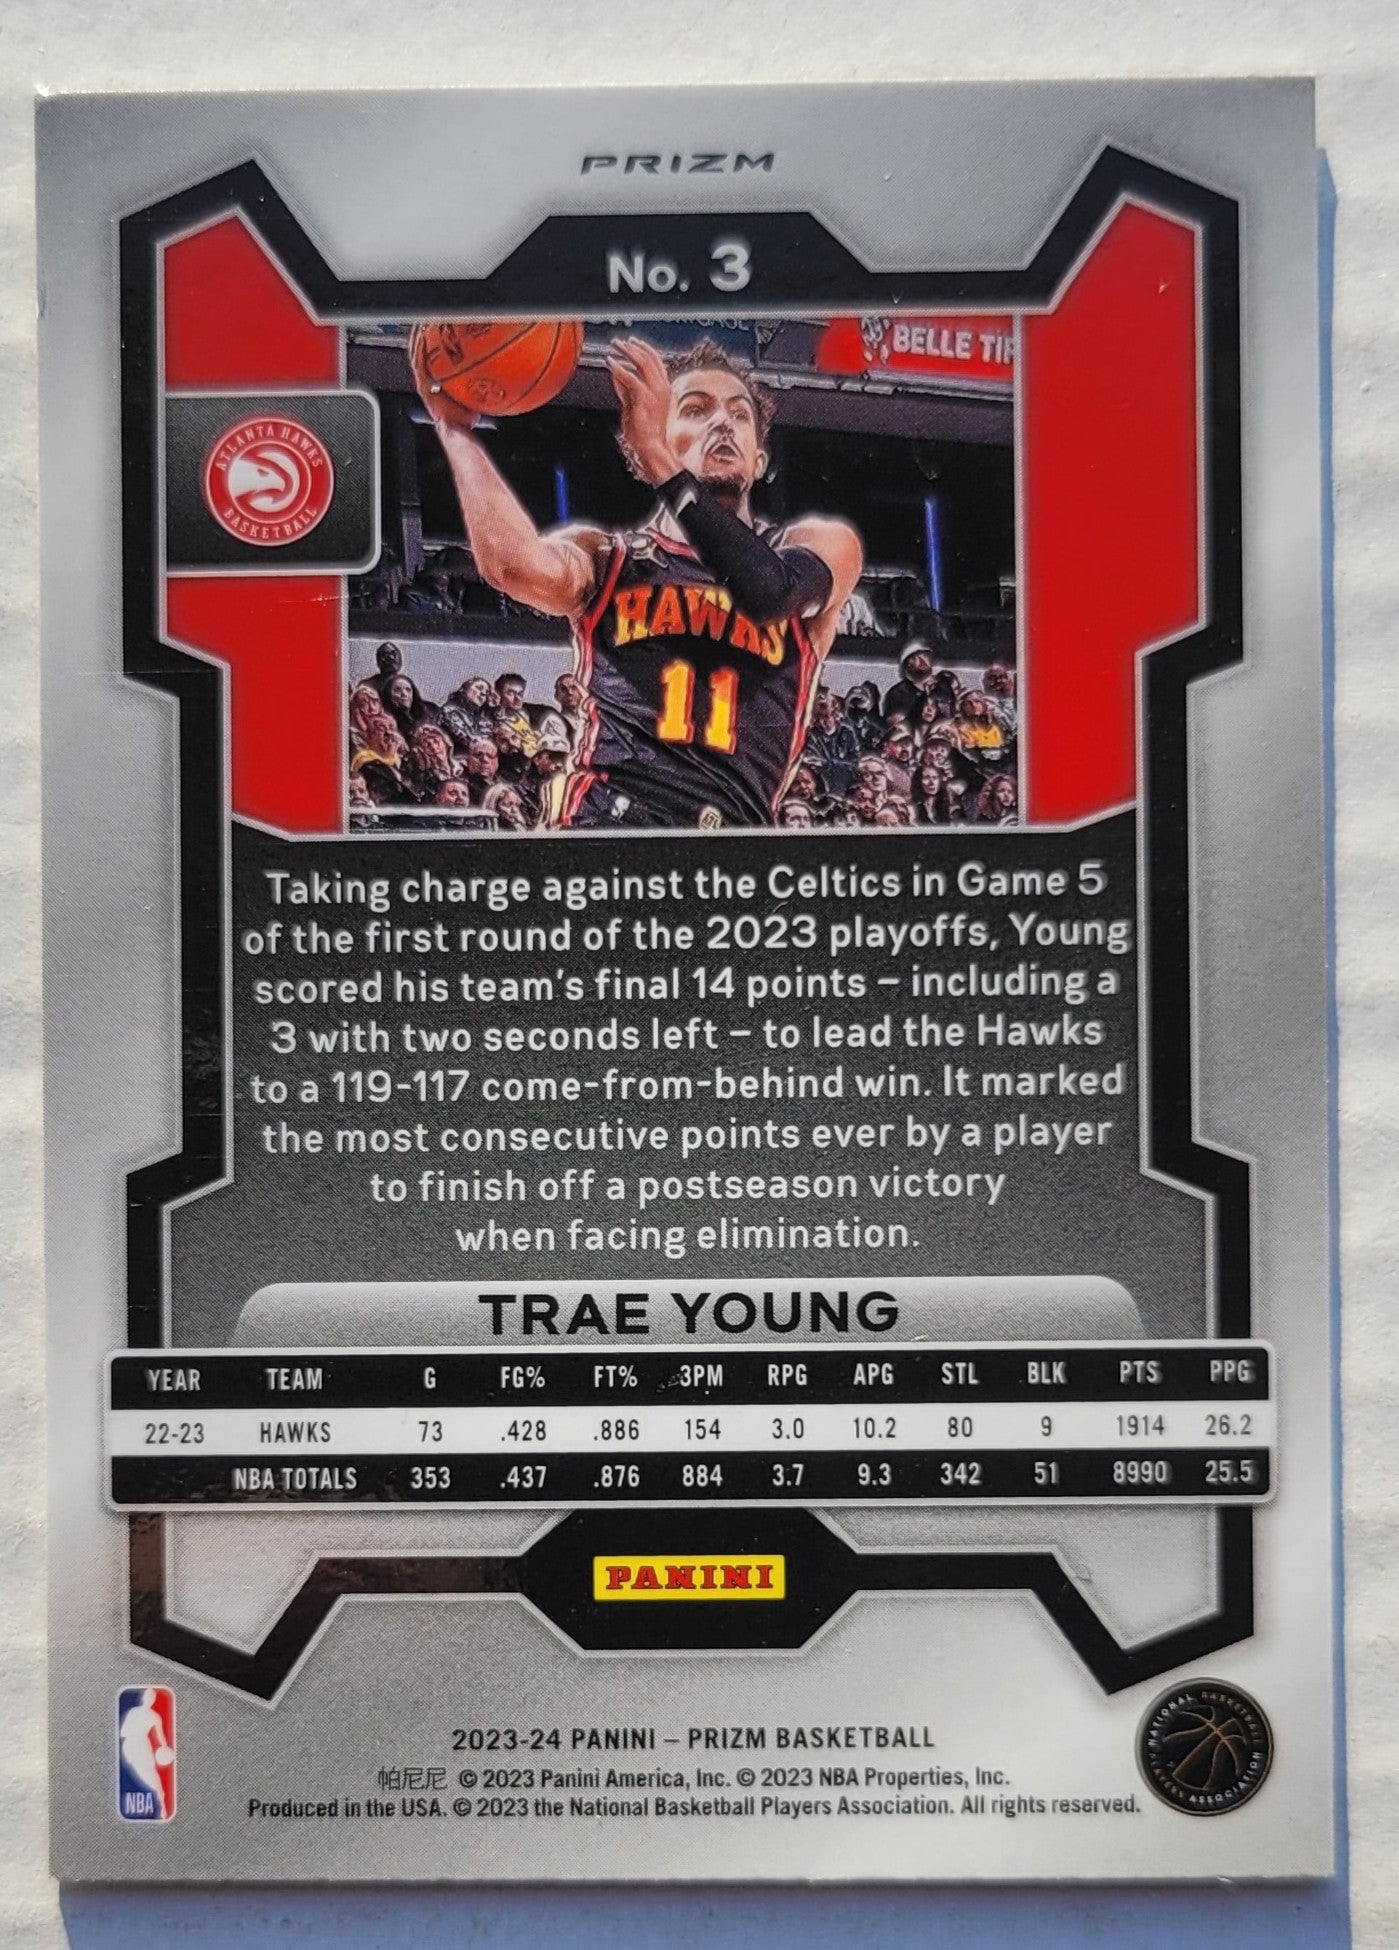 PRIZM
No. 3
BELLE TIR
ATLANTA HAWKS
BASKETBALL
HAWKS
11
Taking charge against the Celtics in Game 5
of the first round of the 2023 playoffs, Young
scored his team's final 14 points – including a
3 with two seconds left – to lead the Hawks
to a 119-117 come-from-behind win. It marked
the most consecutive points ever by a player
to finish off a postseason victory
when facing elimination.
TRAE YOUNG
YEAR TEAM G FG% FT% 3PM RPG APG STL BLK PTS PPG
22-23 HAWKS 73 .428 .886 154 3.0 10.2 80 9 1914 26.2
NBA TOTALS 353 .437 .876 884 3.7 9.3 342 51 8990 25.5
PANINI
2023-24 PANINI – PRIZM BASKETBALL
帕尼尼 © 2023 Panini America, Inc. © 2023 NBA Properties, Inc.
Produced in the USA. © 2023 the National Basketball Players Association. All rights reserved.
NBA
NATIONAL BASKETBALL
PLAYERS ASSOCIATION